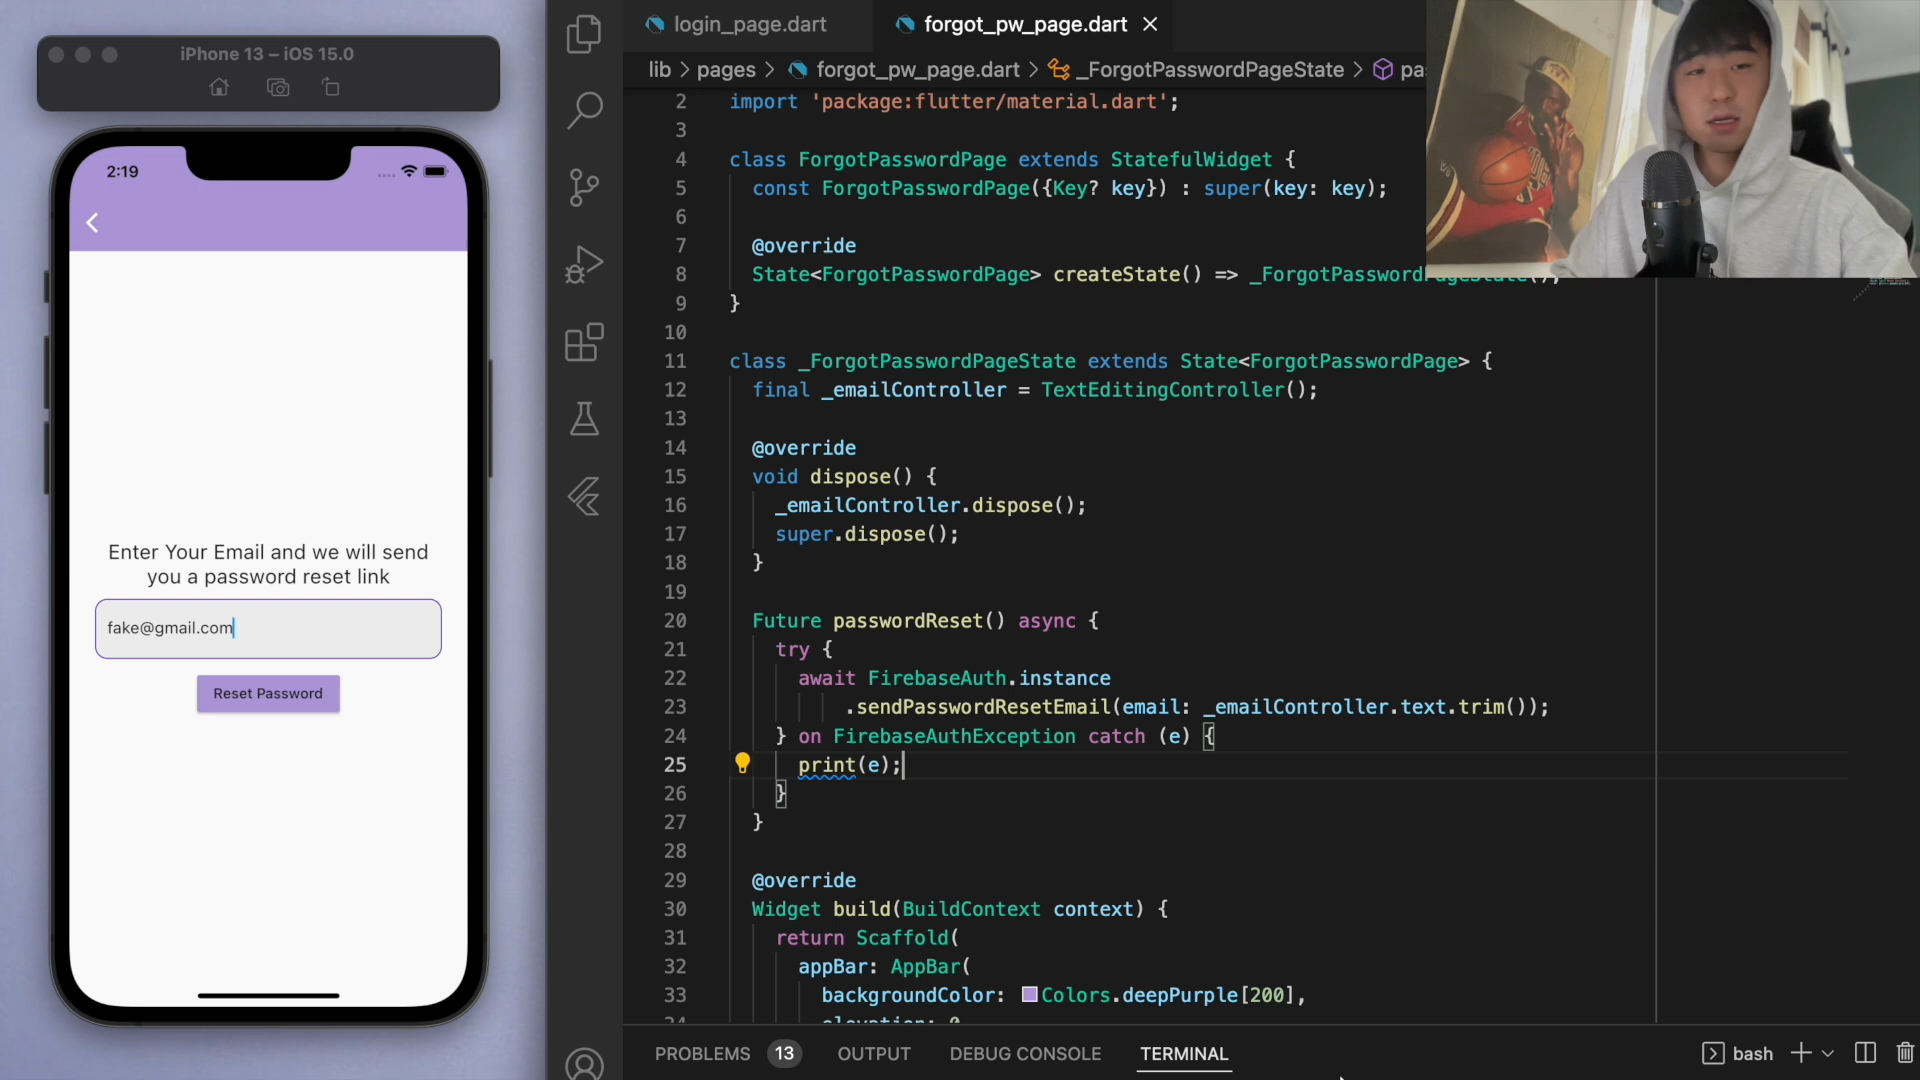 iPhone 13 – iOS 15.0
2:19
Enter Your Email and we will send
you a password reset link
fake@gmail.com
Reset Password
login_page.dart
forgot_pw_page.dart
lib > pages > forgot_pw_page.dart > _ForgotPasswordPageState > pa
2 import 'package:flutter/material.dart';
3
4 class ForgotPasswordPage extends StatefulWidget {
5 const ForgotPasswordPage({Key? key}) : super(key: key);
6
7 @override
8 State<ForgotPasswordPage> createState() => _ForgotPasswordPageState();
9 }
10
11 class _ForgotPasswordPageState extends State<ForgotPasswordPage> {
12 final _emailController = TextEditingController();
13
14 @override
15 void dispose() {
16 _emailController.dispose();
17 super.dispose();
18 }
19
20 Future passwordReset() async {
21 try {
22 await FirebaseAuth.instance
23 .sendPasswordResetEmail(email: _emailController.text.trim());
24 } on FirebaseAuthException catch (e) {
25 print(e);
26 }
27 }
28
29 @override
30 Widget build(BuildContext context) {
31 return Scaffold(
32 appBar: AppBar(
33 backgroundColor: Colors.deepPurple[200],
34 elevation: 0
PROBLEMS 13 OUTPUT DEBUG CONSOLE TERMINAL
bash